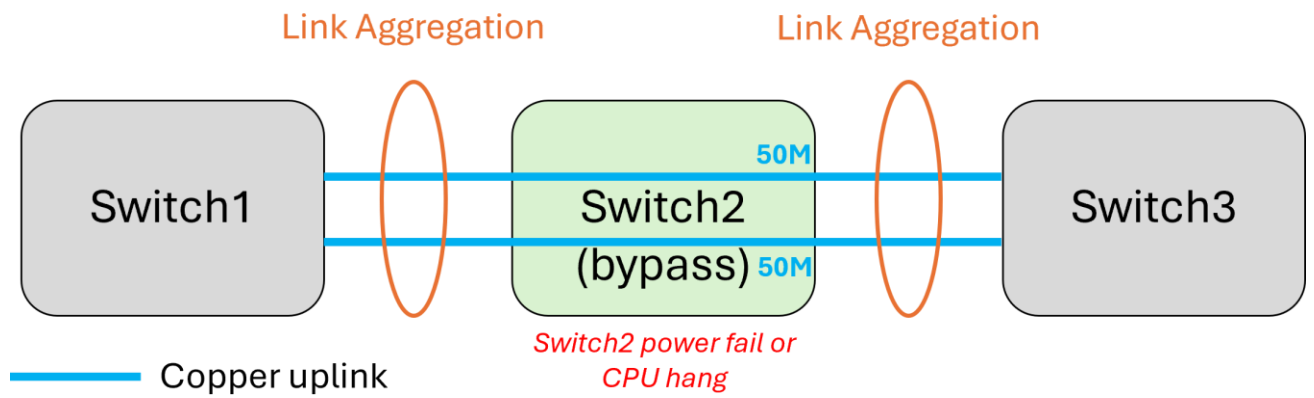 Link Aggregation
Link Aggregation
50M
Switch1
Switch2
Switch3
(bypass)
50M
Switch2 power fail or
CPU hang
Copper uplink